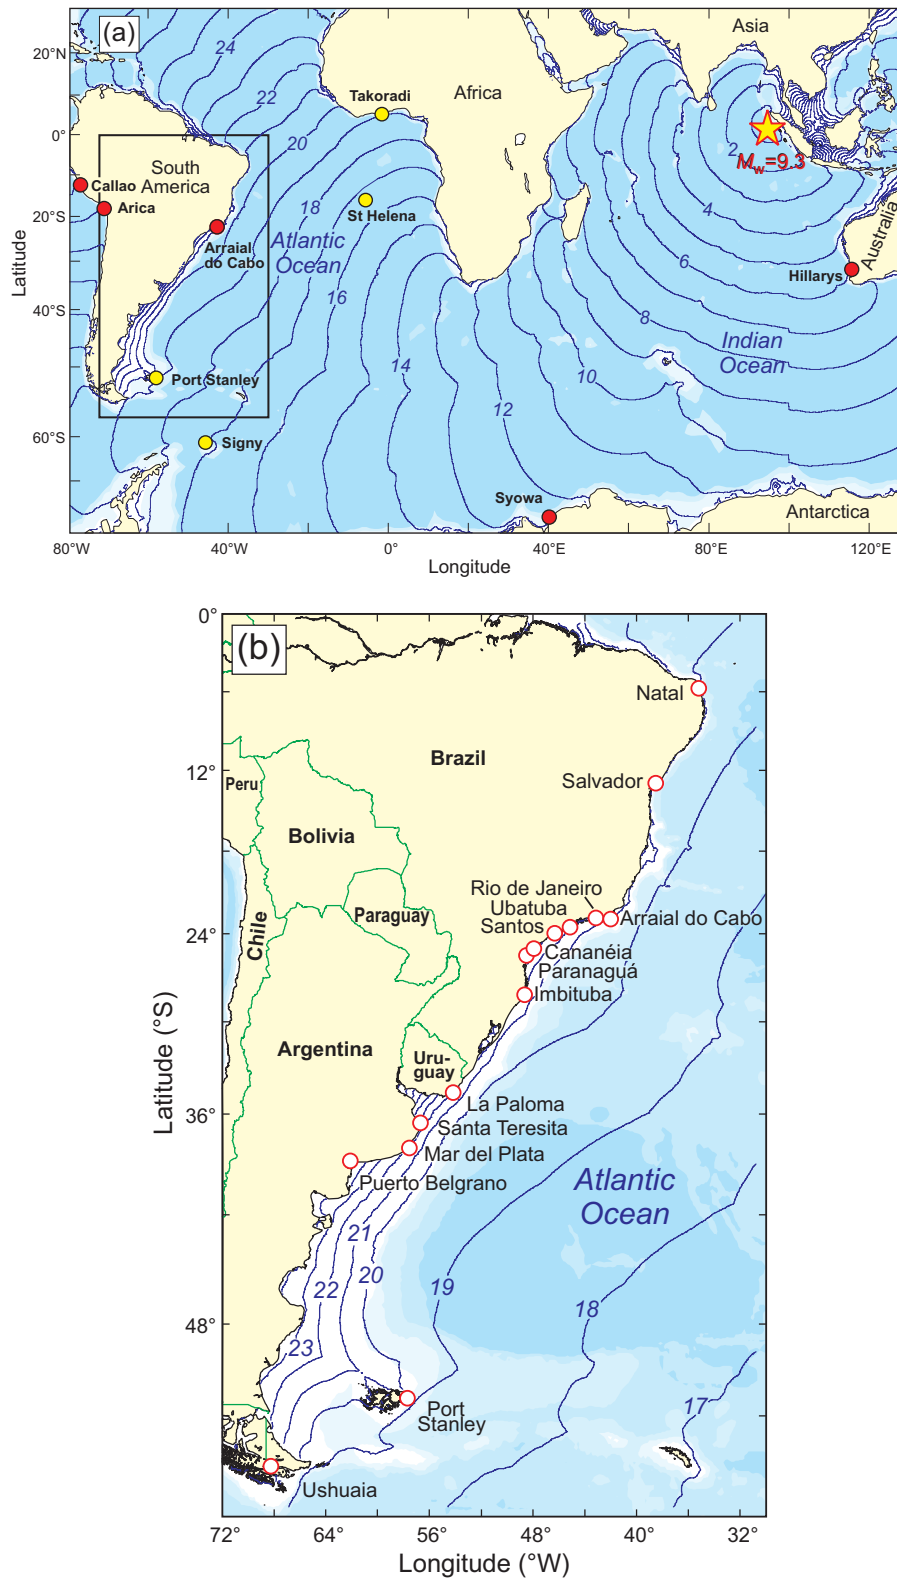 (a)
Asia
20°N
24
22
Takoradi
Africa
0°
20
2
M_w=9.3
South
America
Callao
Arica
18
4
St Helena
20°S
Arraial
do Cabo
Atlantic
Ocean
Australia
6
Hillarys
16
40°S
8
Indian
Ocean
14
10
Port Stanley
12
60°S
Signy
Syowa
Antarctica
80°W
40°W
0°
40°E
80°E
120°E
Latitude
Longitude
(b)
0°
Natal
Brazil
12°
Peru
Salvador
Bolivia
Rio de Janeiro
Ubatuba
Santos
Arraial do Cabo
Paraguay
Chile
24°
Cananéia
Paranaguá
Imbituba
Argentina
Uru-
guay
La Paloma
36°
Santa Teresita
Mar del Plata
Puerto Belgrano
Atlantic
Ocean
21
20
22
19
18
48°
23
17
Port
Stanley
Ushuaia
72°
64°
56°
48°
40°
32°
Latitude (°S)
Longitude (°W)